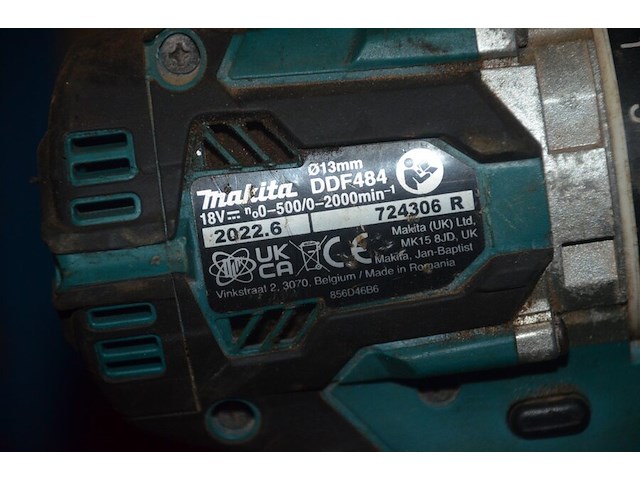 Ø13mm
makita DDF484
18V⎓ n₀0-500/0-2000min⁻¹
2022.6 724306 R
Makita (UK) Ltd.
MK15 8JD, UK
UK CA CE Makita, Jan-Baptist
Vinkstraat 2, 3070, Belgium / Made in Romania
856D46B6